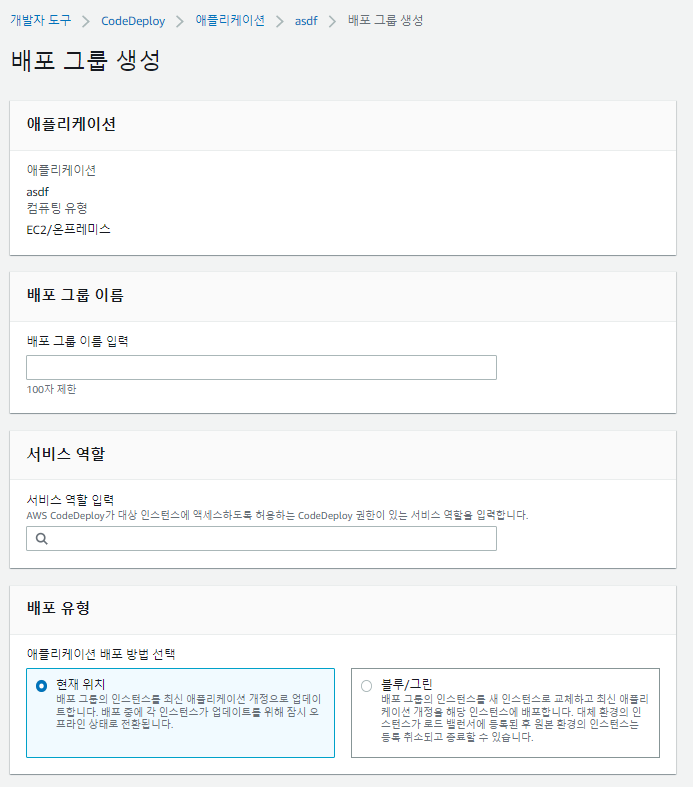 개발자 도구 > CodeDeploy > 애플리케이션 > asdf > 배포 그룹 생성
배포 그룹 생성
애플리케이션
애플리케이션
asdf
컴퓨팅 유형
EC2/온프레미스
배포 그룹 이름
배포 그룹 이름 입력
100자 제한
서비스 역할
서비스 역할 입력
AWS CodeDeploy가 대상 인스턴스에 액세스하도록 허용하는 CodeDeploy 권한이 있는 서비스 역할을 입력합니다.
배포 유형
애플리케이션 배포 방법 선택
현재 위치
배포 그룹의 인스턴스를 최신 애플리케이션 개정으로 업데이
트합니다. 배포 중에 각 인스턴스가 업데이트를 위해 잠시 오
프라인 상태로 전환됩니다.
블루/그린
배포 그룹의 인스턴스를 새 인스턴스로 교체하고 최신 애플리
케이션 개정을 해당 인스턴스에 배포합니다. 대체 환경의 인
스턴스가 로드 밸런서에 등록된 후 원본 환경의 인스턴스는
등록 취소되고 종료할 수 있습니다.